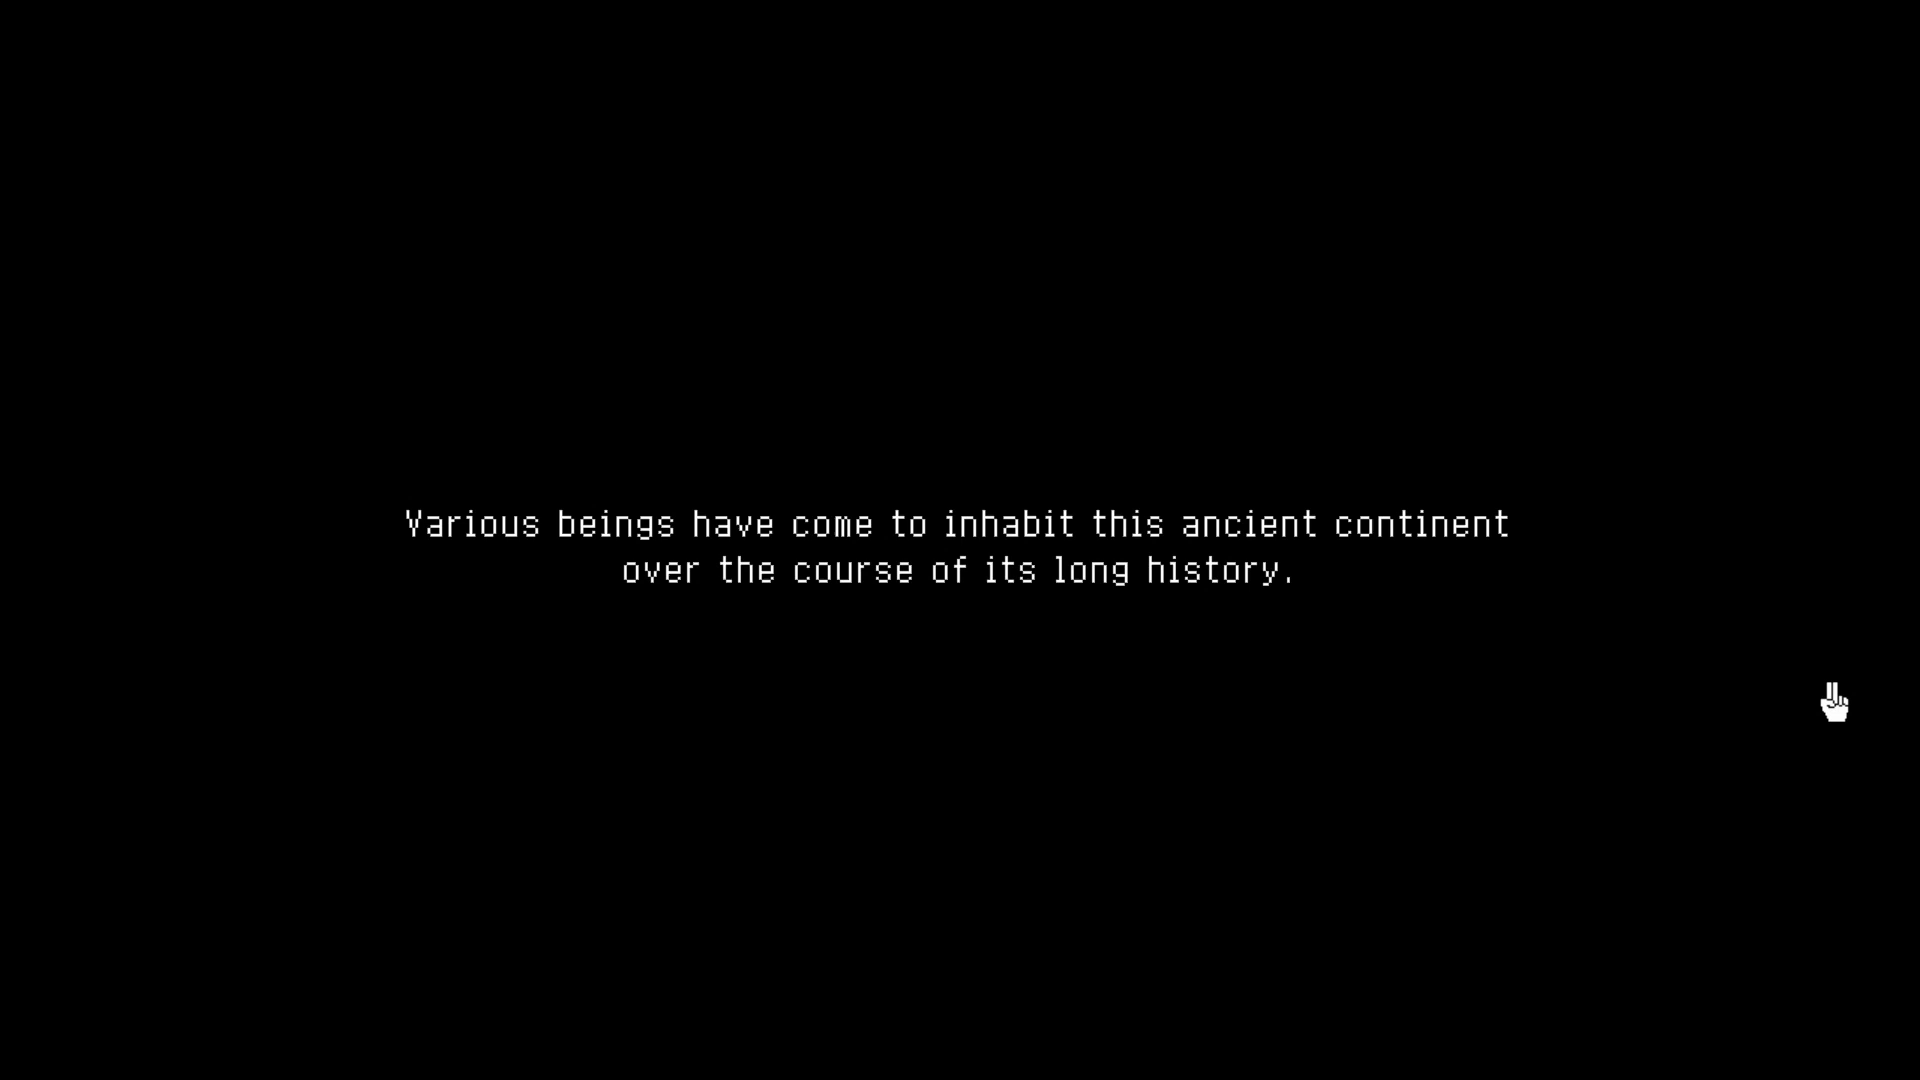 Various beings have come to inhabit this ancient continent
over the course of its long history.